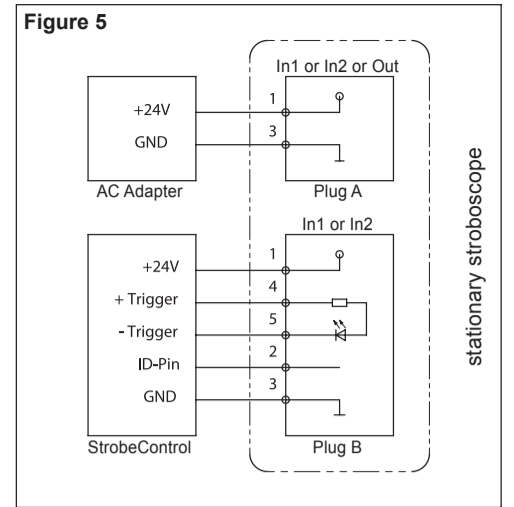 Figure 5
In1 or In2 or Out
+24V
1
GND
3
AC Adapter
Plug A
In1 or In2
+24V
1
+ Trigger
4
- Trigger
5
ID-Pin
2
GND
3
StrobeControl
Plug B
stationary stroboscope